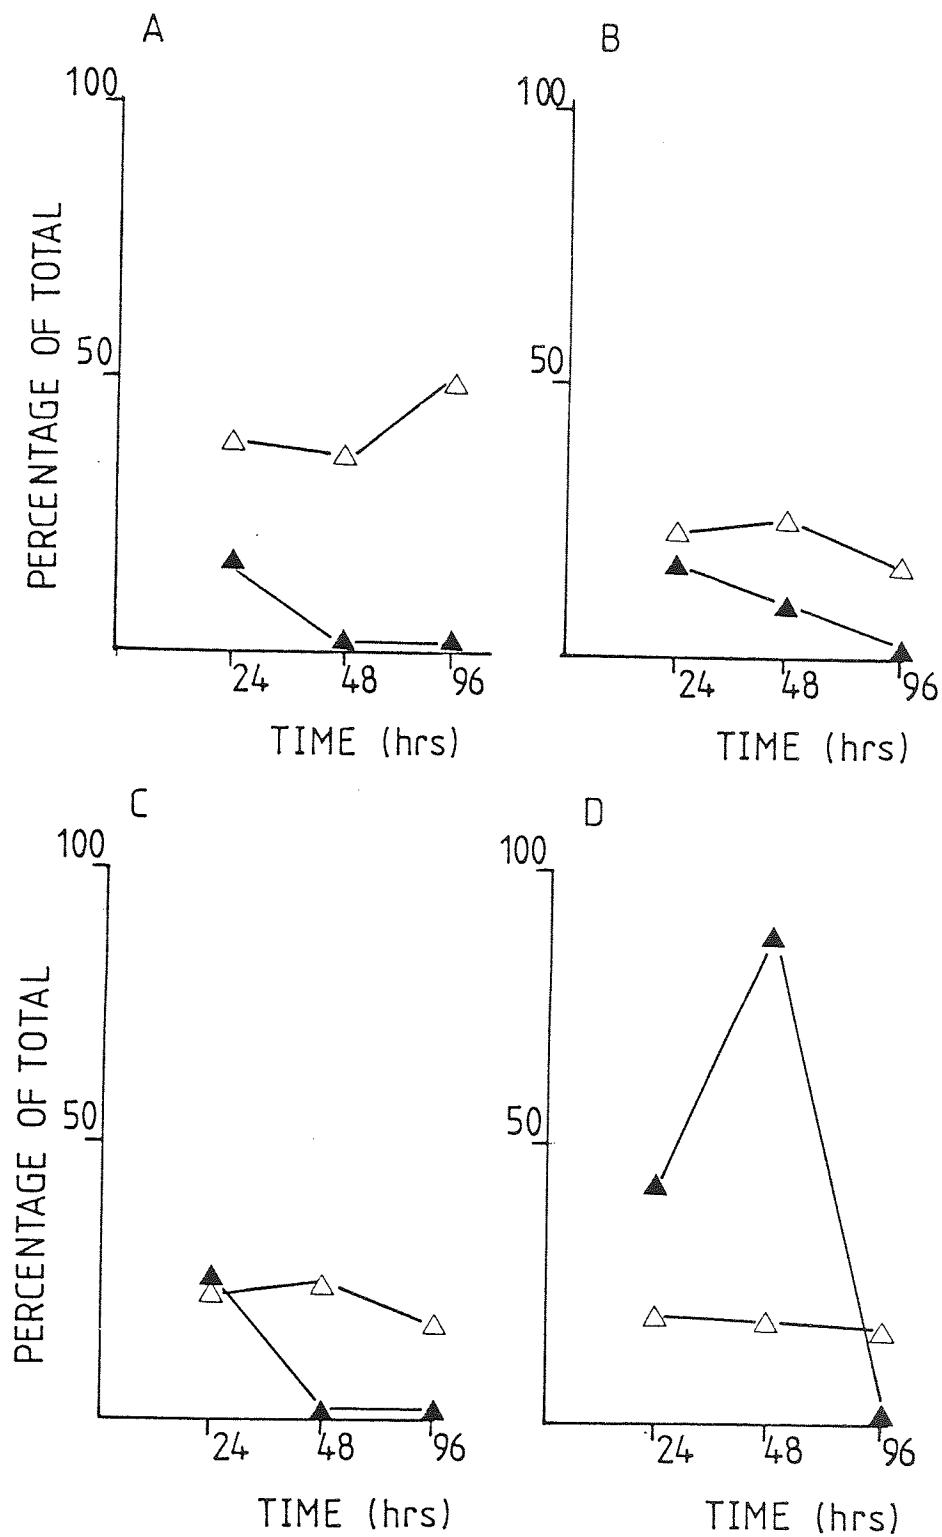 A
100
50
PERCENTAGE OF TOTAL
24 48 96
TIME (hrs)
B
100
50
24 48 96
TIME (hrs)
C
100
50
PERCENTAGE OF TOTAL
24 48 96
TIME (hrs)
D
100
50
24 48 96
TIME (hrs)